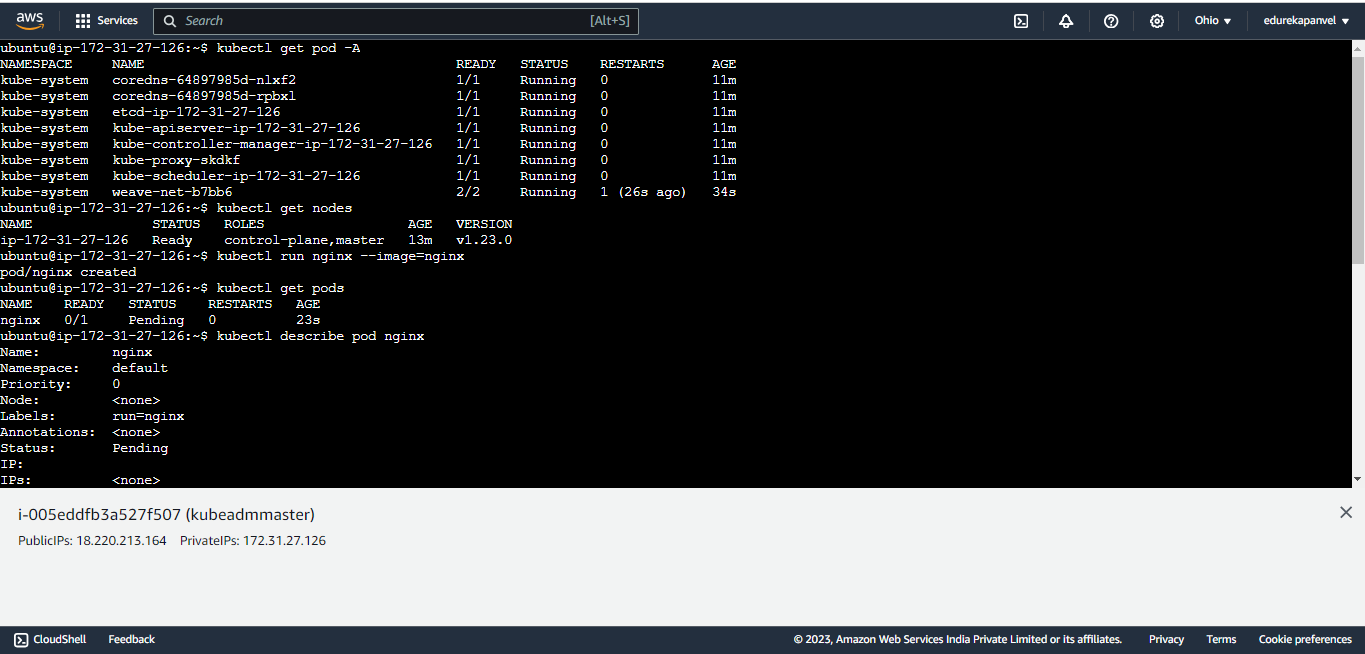 aws Services Search [Alt+S] Ohio ▼ edurekapanvel ▼
ubuntu@ip-172-31-27-126:~$ kubectl get pod -A
NAMESPACE NAME READY STATUS RESTARTS AGE
kube-system coredns-64897985d-nlxf2 1/1 Running 0 11m
kube-system coredns-64897985d-rpbxl 1/1 Running 0 11m
kube-system etcd-ip-172-31-27-126 1/1 Running 0 11m
kube-system kube-apiserver-ip-172-31-27-126 1/1 Running 0 11m
kube-system kube-controller-manager-ip-172-31-27-126 1/1 Running 0 11m
kube-system kube-proxy-skdkf 1/1 Running 0 11m
kube-system kube-scheduler-ip-172-31-27-126 1/1 Running 0 11m
kube-system weave-net-b7bb6 2/2 Running 1 (26s ago) 34s
ubuntu@ip-172-31-27-126:~$ kubectl get nodes
NAME STATUS ROLES AGE VERSION
ip-172-31-27-126 Ready control-plane,master 13m v1.23.0
ubuntu@ip-172-31-27-126:~$ kubectl run nginx --image=nginx
pod/nginx created
ubuntu@ip-172-31-27-126:~$ kubectl get pods
NAME READY STATUS RESTARTS AGE
nginx 0/1 Pending 0 23s
ubuntu@ip-172-31-27-126:~$ kubectl describe pod nginx
Name: nginx
Namespace: default
Priority: 0
Node: <none>
Labels: run=nginx
Annotations: <none>
Status: Pending
IP:
IPs: <none>
i-005eddfb3a527f507 (kubeadmmaster)
PublicIPs: 18.220.213.164 PrivateIPs: 172.31.27.126
CloudShell Feedback © 2023, Amazon Web Services India Private Limited or its affiliates. Privacy Terms Cookie preferences